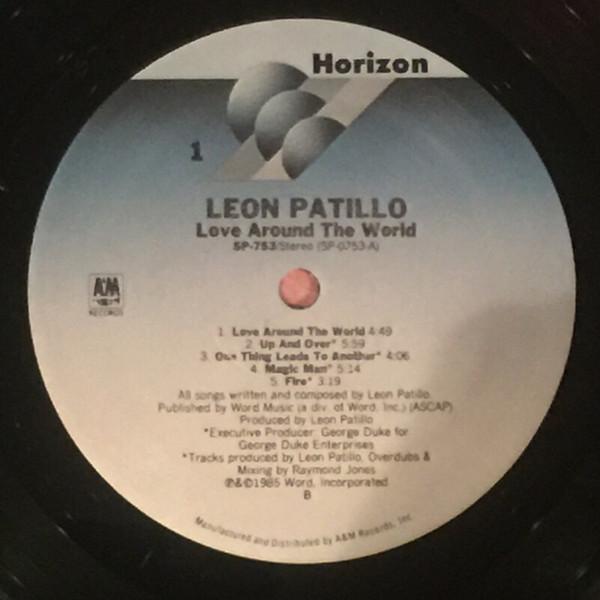 Horizon
1
LEON PATILLO
Love Around The World
SP-753/Stereo (SP-0753-A)
A&M
RECORDS
1. Love Around The World 4:49
2. Up And Over* 5:59
3. One Thing Leads To Another* 4:06
4. Magic Man* 5:14
5. Fire* 3:19
All songs written and composed by Leon Patillo.
Published by Word Music (a div. of Word, Inc.) (ASCAP)
Produced by Leon Patillo
*Executive Producer: George Duke for
George Duke Enterprises
*Tracks produced by Leon Patillo, Overdubs &
Mixing by Raymond Jones
℗&©1985 Word, Incorporated
B
Manufactured and Distributed by A&M Records, Inc.